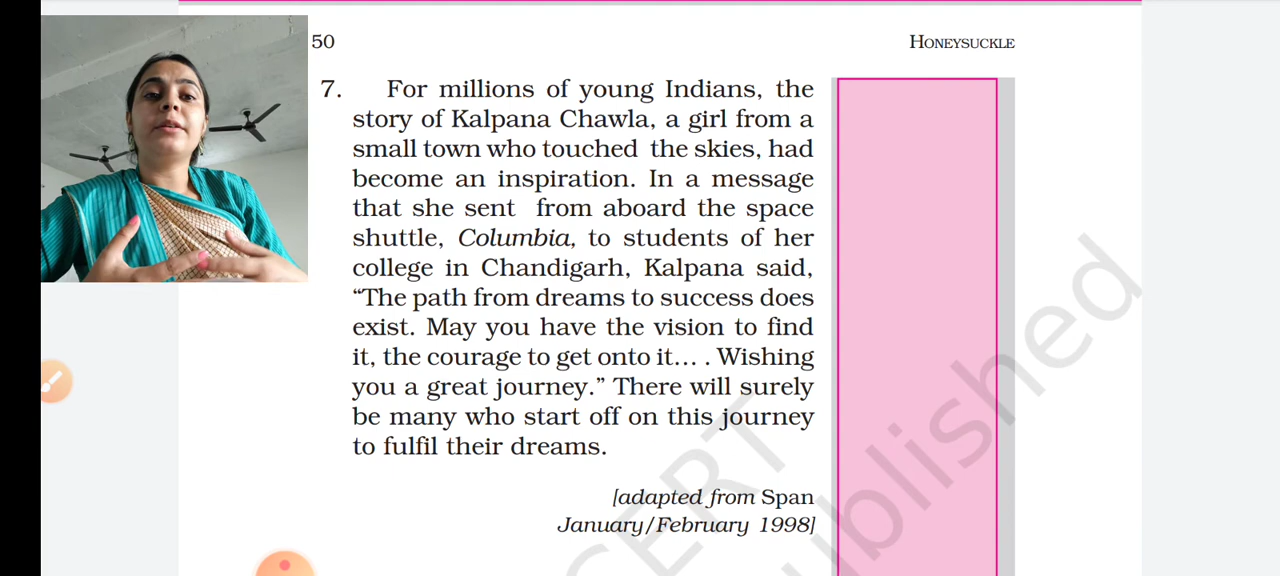 50
HONEYSUCKLE
7. For millions of young Indians, the
story of Kalpana Chawla, a girl from a
small town who touched the skies, had
become an inspiration. In a message
that she sent from aboard the space
shuttle, Columbia, to students of her
college in Chandigarh, Kalpana said,
“The path from dreams to success does
exist. May you have the vision to find
it, the courage to get onto it... . Wishing
you a great journey.” There will surely
be many who start off on this journey
to fulfil their dreams.
[adapted from Span
January/February 1998]